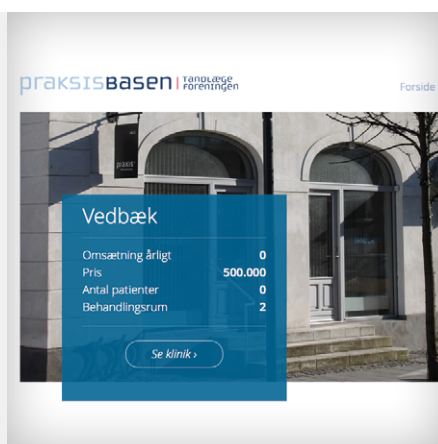 praksisBasen | TanDLæGe
FOReninGen
Forside
Vedbæk
Omsætning årligt 0
Pris 500.000
Antal patienter 0
Behandlingsrum 2
Se klinik ›